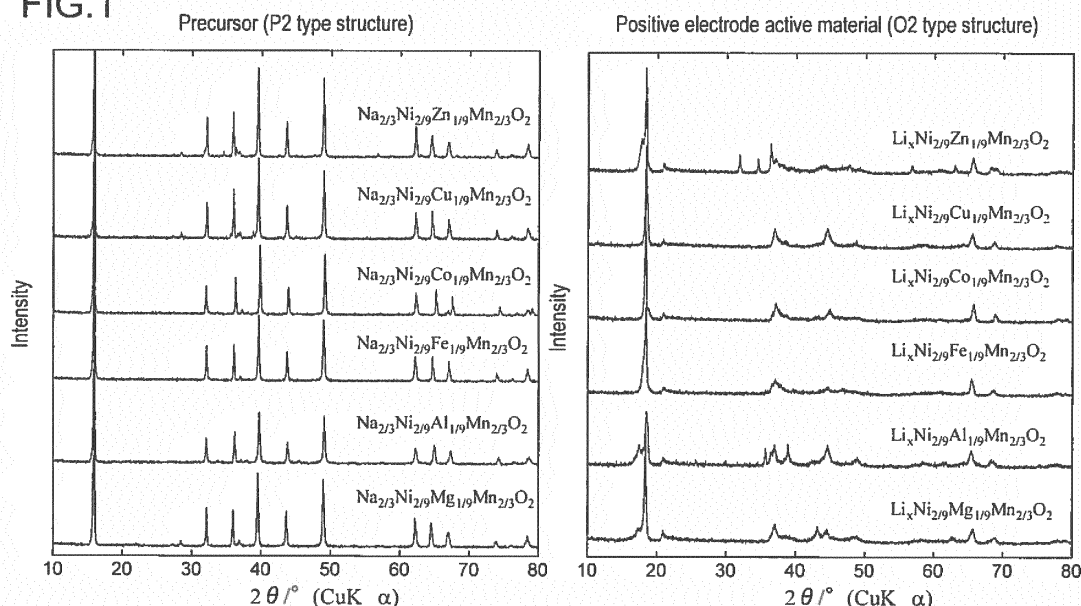 FIG.1
Precursor (P2 type structure)
Intensity
Na2/3Ni2/9Zn1/9Mn2/3O2
Na2/3Ni2/9Cu1/9Mn2/3O2
Na2/3Ni2/9Co1/9Mn2/3O2
Na2/3Ni2/9Fe1/9Mn2/3O2
Na2/3Ni2/9Al1/9Mn2/3O2
Na2/3Ni2/9Mg1/9Mn2/3O2
10 20 30 40 50 60 70 80
2θ/° (CuK α)
Positive electrode active material (O2 type structure)
Intensity
LixNi2/9Zn1/9Mn2/3O2
LixNi2/9Cu1/9Mn2/3O2
LixNi2/9Co1/9Mn2/3O2
LixNi2/9Fe1/9Mn2/3O2
LixNi2/9Al1/9Mn2/3O2
LixNi2/9Mg1/9Mn2/3O2
10 20 30 40 50 60 70 80
2θ/° (CuK α)